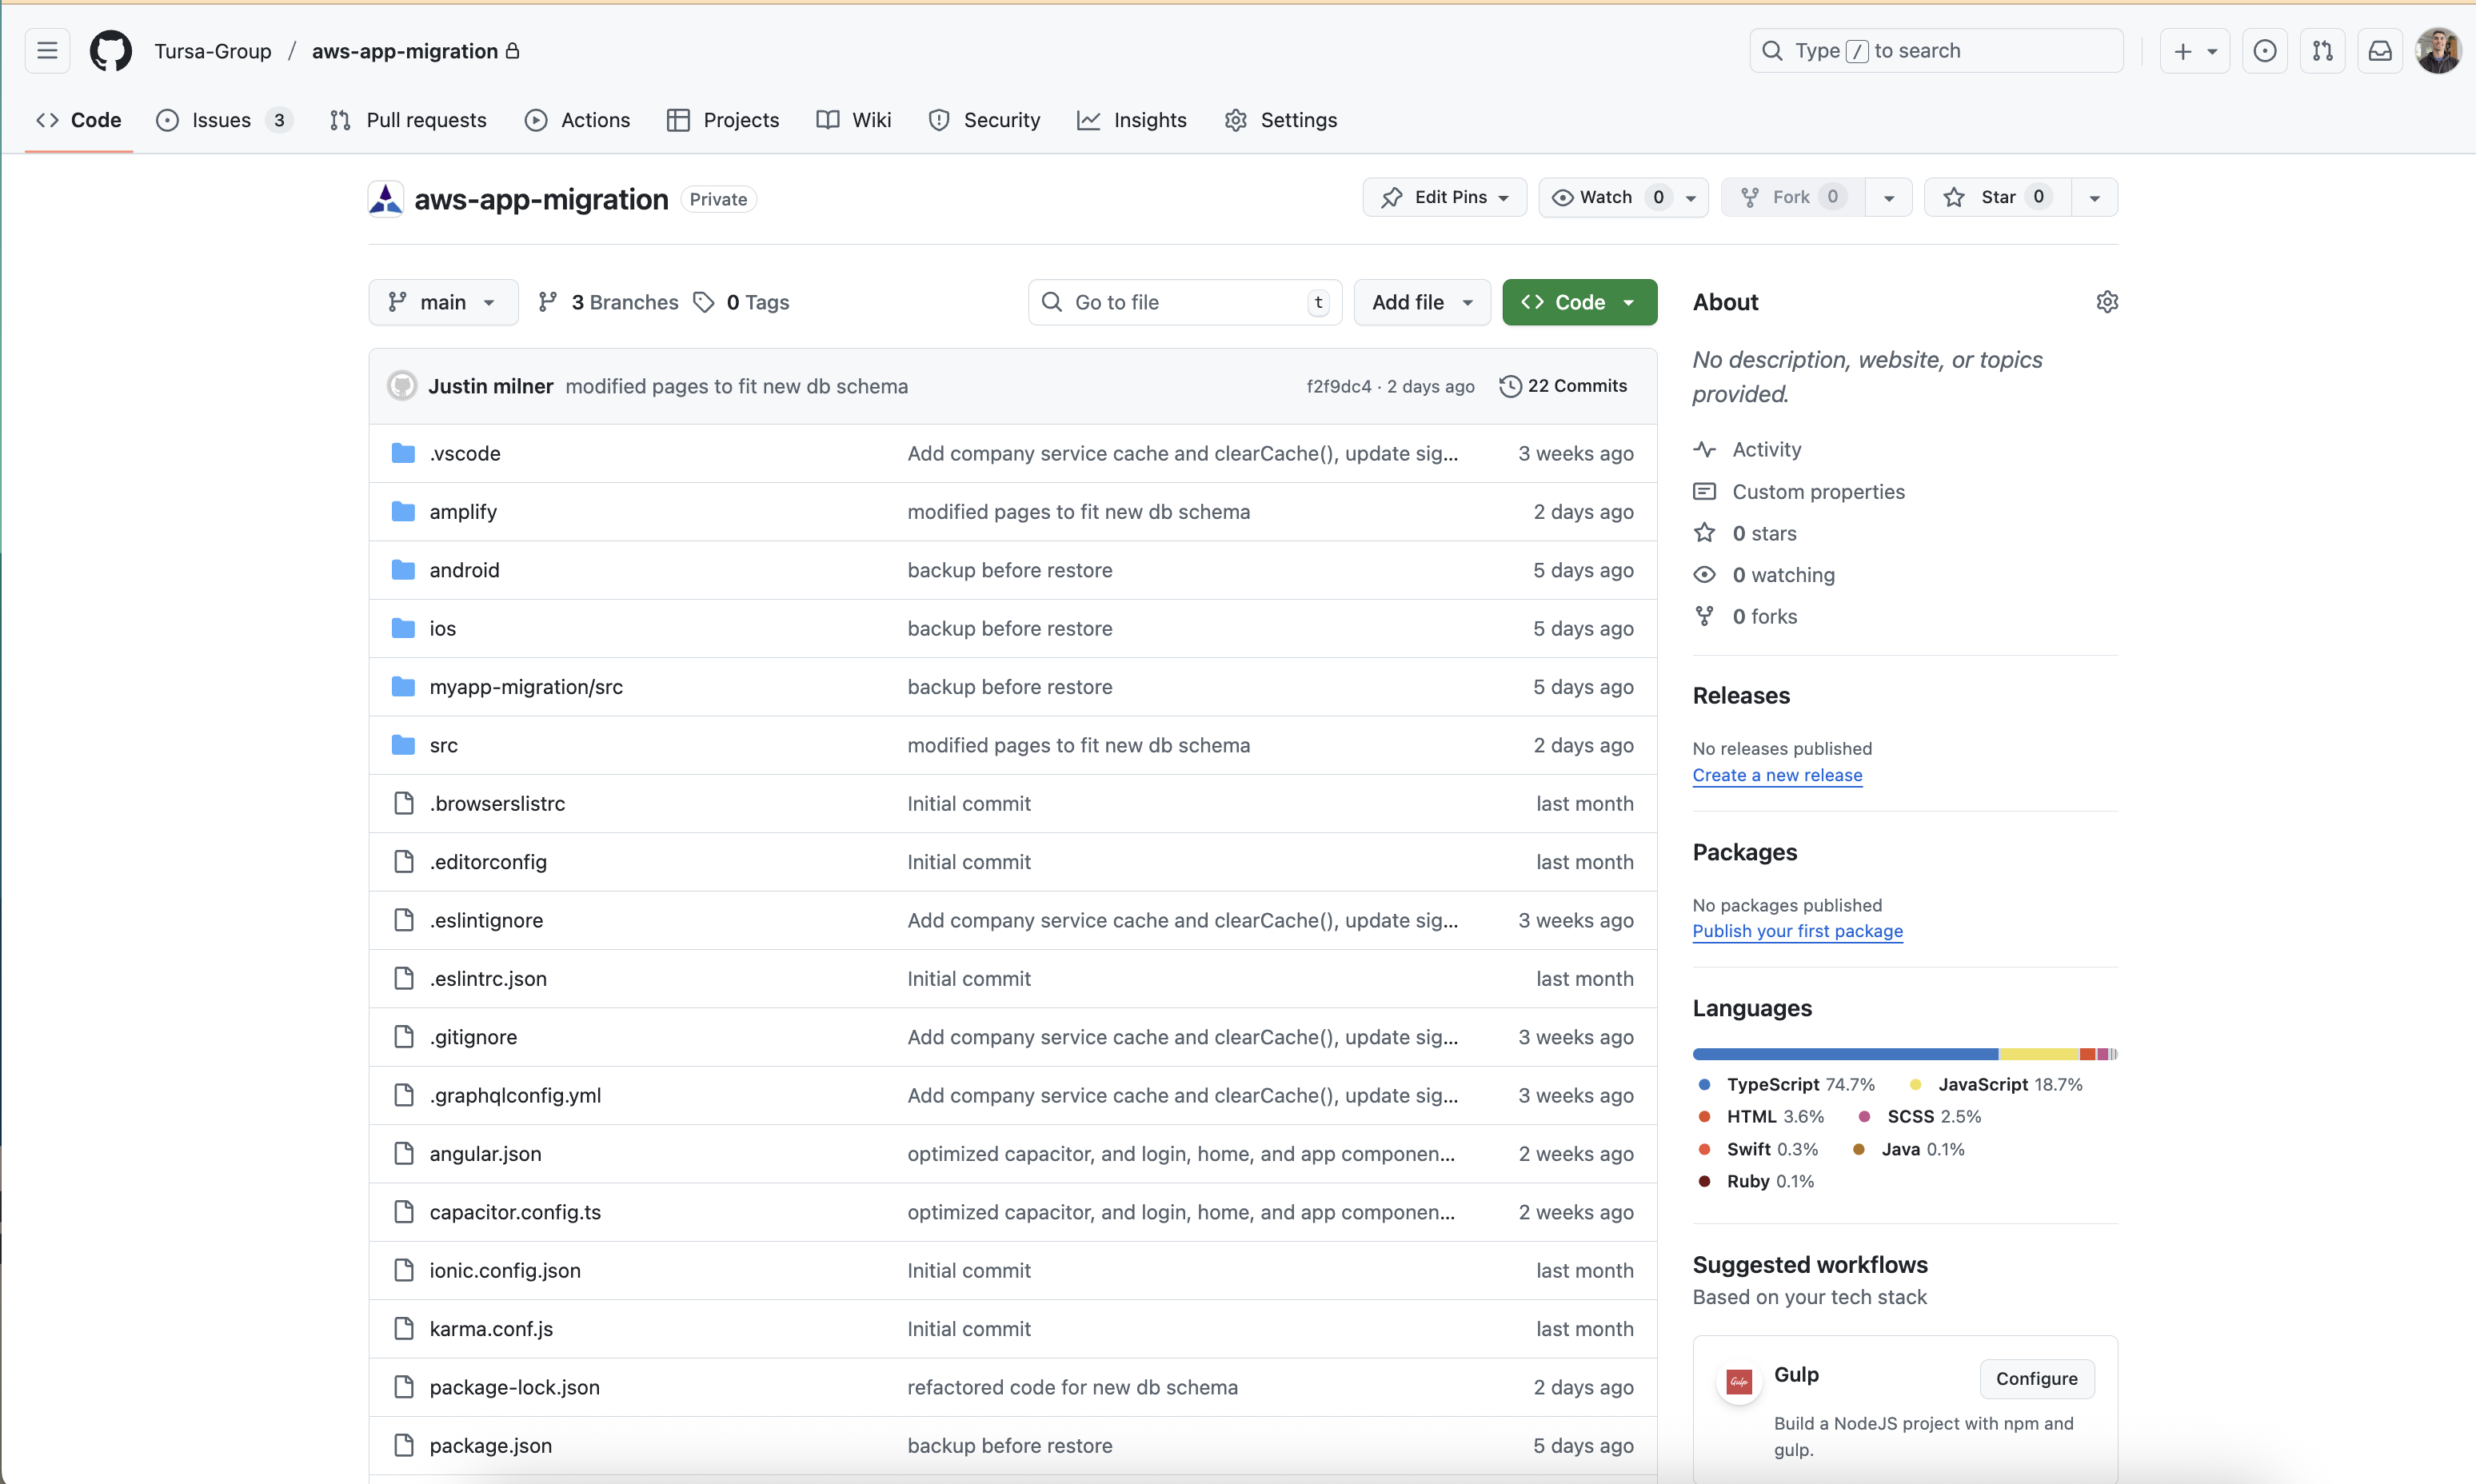 Tursa-Group / aws-app-migration
Type / to search
Code
Issues 3
Pull requests
Actions
Projects
Wiki
Security
Insights
Settings
aws-app-migration Private
Edit Pins
Watch 0
Fork 0
Star 0
main
3 Branches
0 Tags
Go to file t
Add file
Code
Justin milner modified pages to fit new db schema f2f9dc4 · 2 days ago 22 Commits
.vscode Add company service cache and clearCache(), update sig... 3 weeks ago
amplify modified pages to fit new db schema 2 days ago
android backup before restore 5 days ago
ios backup before restore 5 days ago
myapp-migration/src backup before restore 5 days ago
src modified pages to fit new db schema 2 days ago
.browserslistrc Initial commit last month
.editorconfig Initial commit last month
.eslintignore Add company service cache and clearCache(), update sig... 3 weeks ago
.eslintrc.json Initial commit last month
.gitignore Add company service cache and clearCache(), update sig... 3 weeks ago
.graphqlconfig.yml Add company service cache and clearCache(), update sig... 3 weeks ago
angular.json optimized capacitor, and login, home, and app componen... 2 weeks ago
capacitor.config.ts optimized capacitor, and login, home, and app componen... 2 weeks ago
ionic.config.json Initial commit last month
karma.conf.js Initial commit last month
package-lock.json refactored code for new db schema 2 days ago
package.json backup before restore 5 days ago
About
No description, website, or topics
provided.
Activity
Custom properties
0 stars
0 watching
0 forks
Releases
No releases published
Create a new release
Packages
No packages published
Publish your first package
Languages
TypeScript 74.7% JavaScript 18.7%
HTML 3.6% SCSS 2.5%
Swift 0.3% Java 0.1%
Ruby 0.1%
Suggested workflows
Based on your tech stack
Gulp
Gulp
Configure
Build a NodeJS project with npm and
gulp.